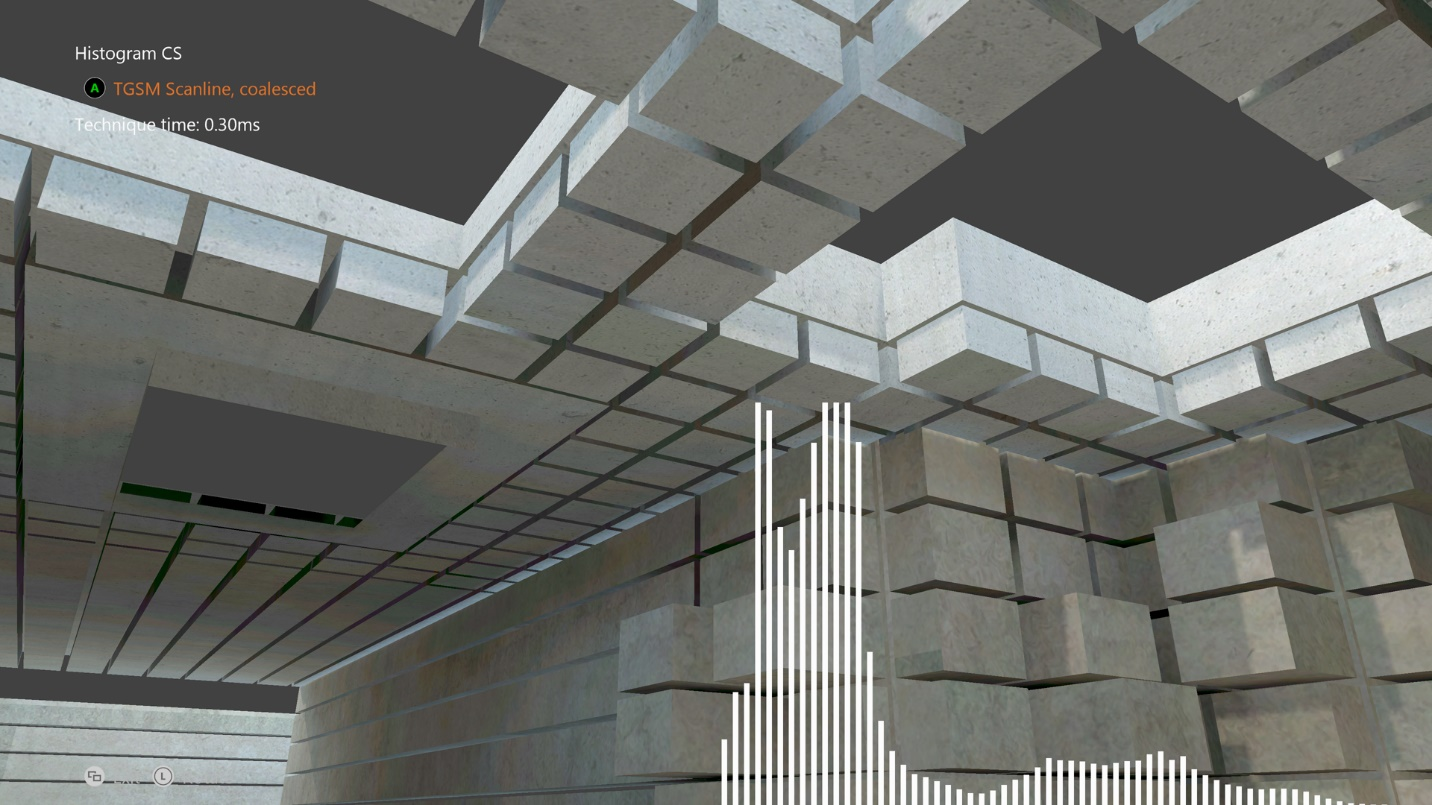 Histogram CS
A TGSM Scanline, coalesced
Technique time: 0.30ms
L